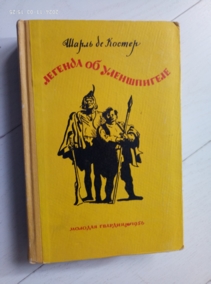 Шарль де Костер
ЛЕГЕНДА ОБ УЛЕНШПИГЕЛЕ
МОЛОДАЯ ГВАРДИЯ